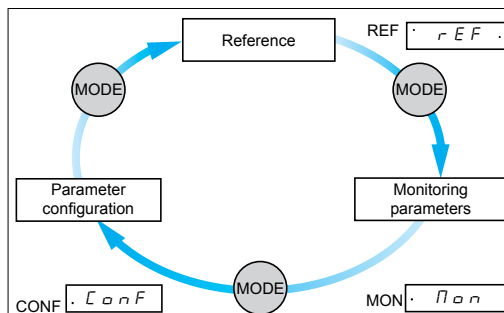 Reference
REF
. rEF .
MODE
MODE
Parameter
configuration
Monitoring
parameters
MODE
CONF
. ConF
MON
. Mon